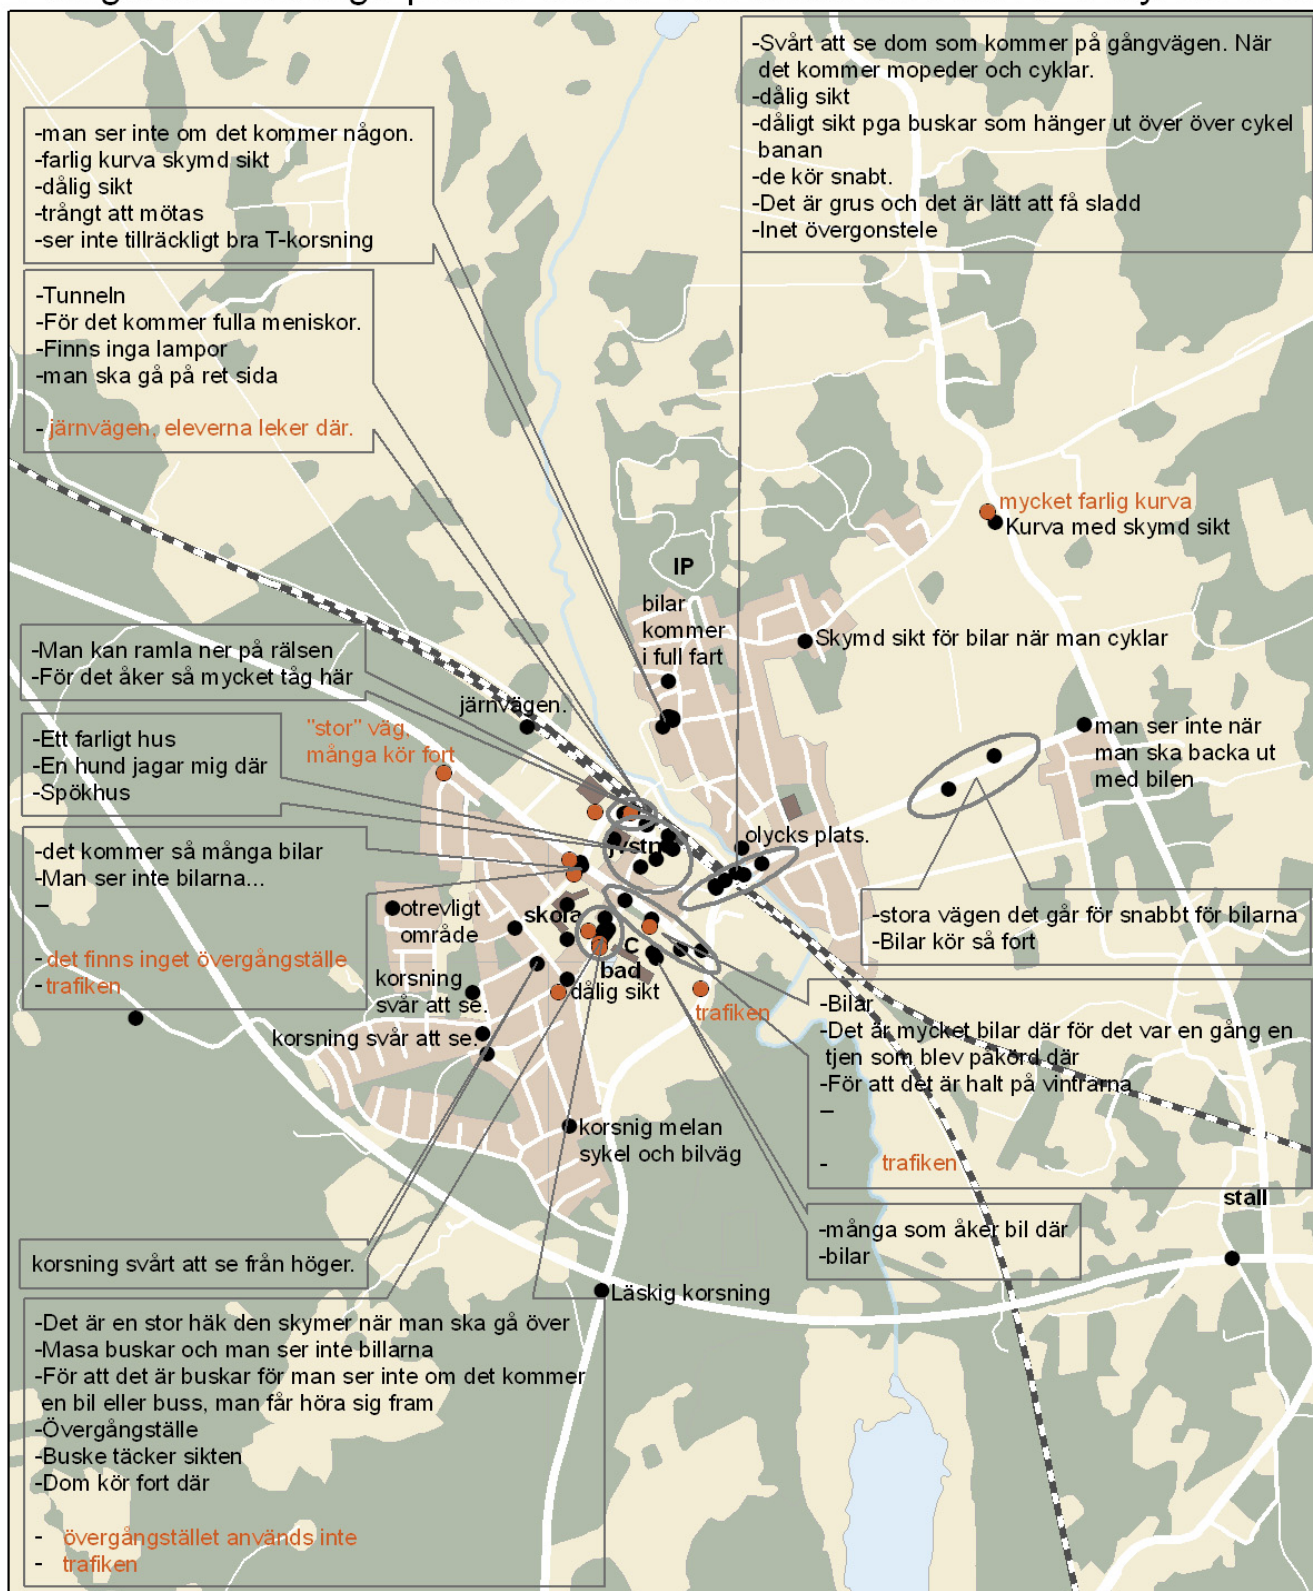 -Svårt att se dom som kommer på gångvägen. När
det kommer mopeder och cyklar.
-dålig sikt
-dåligt sikt pga buskar som hänger ut över över cykel
banan
-de kör snabt.
-Det är grus och det är lätt att få sladd
-Inet övergonstele
-man ser inte om det kommer någon.
-farlig kurva skymd sikt
-dålig sikt
-trångt att mötas
-ser inte tillräckligt bra T-korsning
-Tunneln
-För det kommer fulla meniskor.
-Finns inga lampor
-man ska gå på ret sida
- järnvägen, eleverna leker där.
mycket farlig kurva
Kurva med skymd sikt
IP
bilar
kommer
i full fart
Skymd sikt för bilar när man cyklar
-Man kan ramla ner på rälsen
-För det åker så mycket tåg här
järnvägen.
"stor" väg,
många kör fort
-Ett farligt hus
-En hund jagar mig där
-Spökhus
man ser inte när
man ska backa ut
med bilen
jvstn
olycks plats.
-det kommer så många bilar
-Man ser inte bilarna...
–
- det finns inget övergångställe
- trafiken
-stora vägen det går för snabbt för bilarna
-Bilar kör så fort
otrevligt
område
skola
C
bad
dålig sikt
korsning
svår att se.
korsning svår att se.
trafiken
-Bilar
-Det är mycket bilar där för det var en gång en
tjen som blev påkörd där
-För att det är halt på vintrarna
–
- trafiken
korsnig melan
sykel och bilväg
stall
-många som åker bil där
-bilar
korsning svårt att se från höger.
Läskig korsning
-Det är en stor häk den skymer när man ska gå över
-Masa buskar och man ser inte billarna
-För att det är buskar för man ser inte om det kommer
en bil eller buss, man får höra sig fram
-Övergångställe
-Buske täcker sikten
-Dom kör fort där
- övergångstället används inte
- trafiken